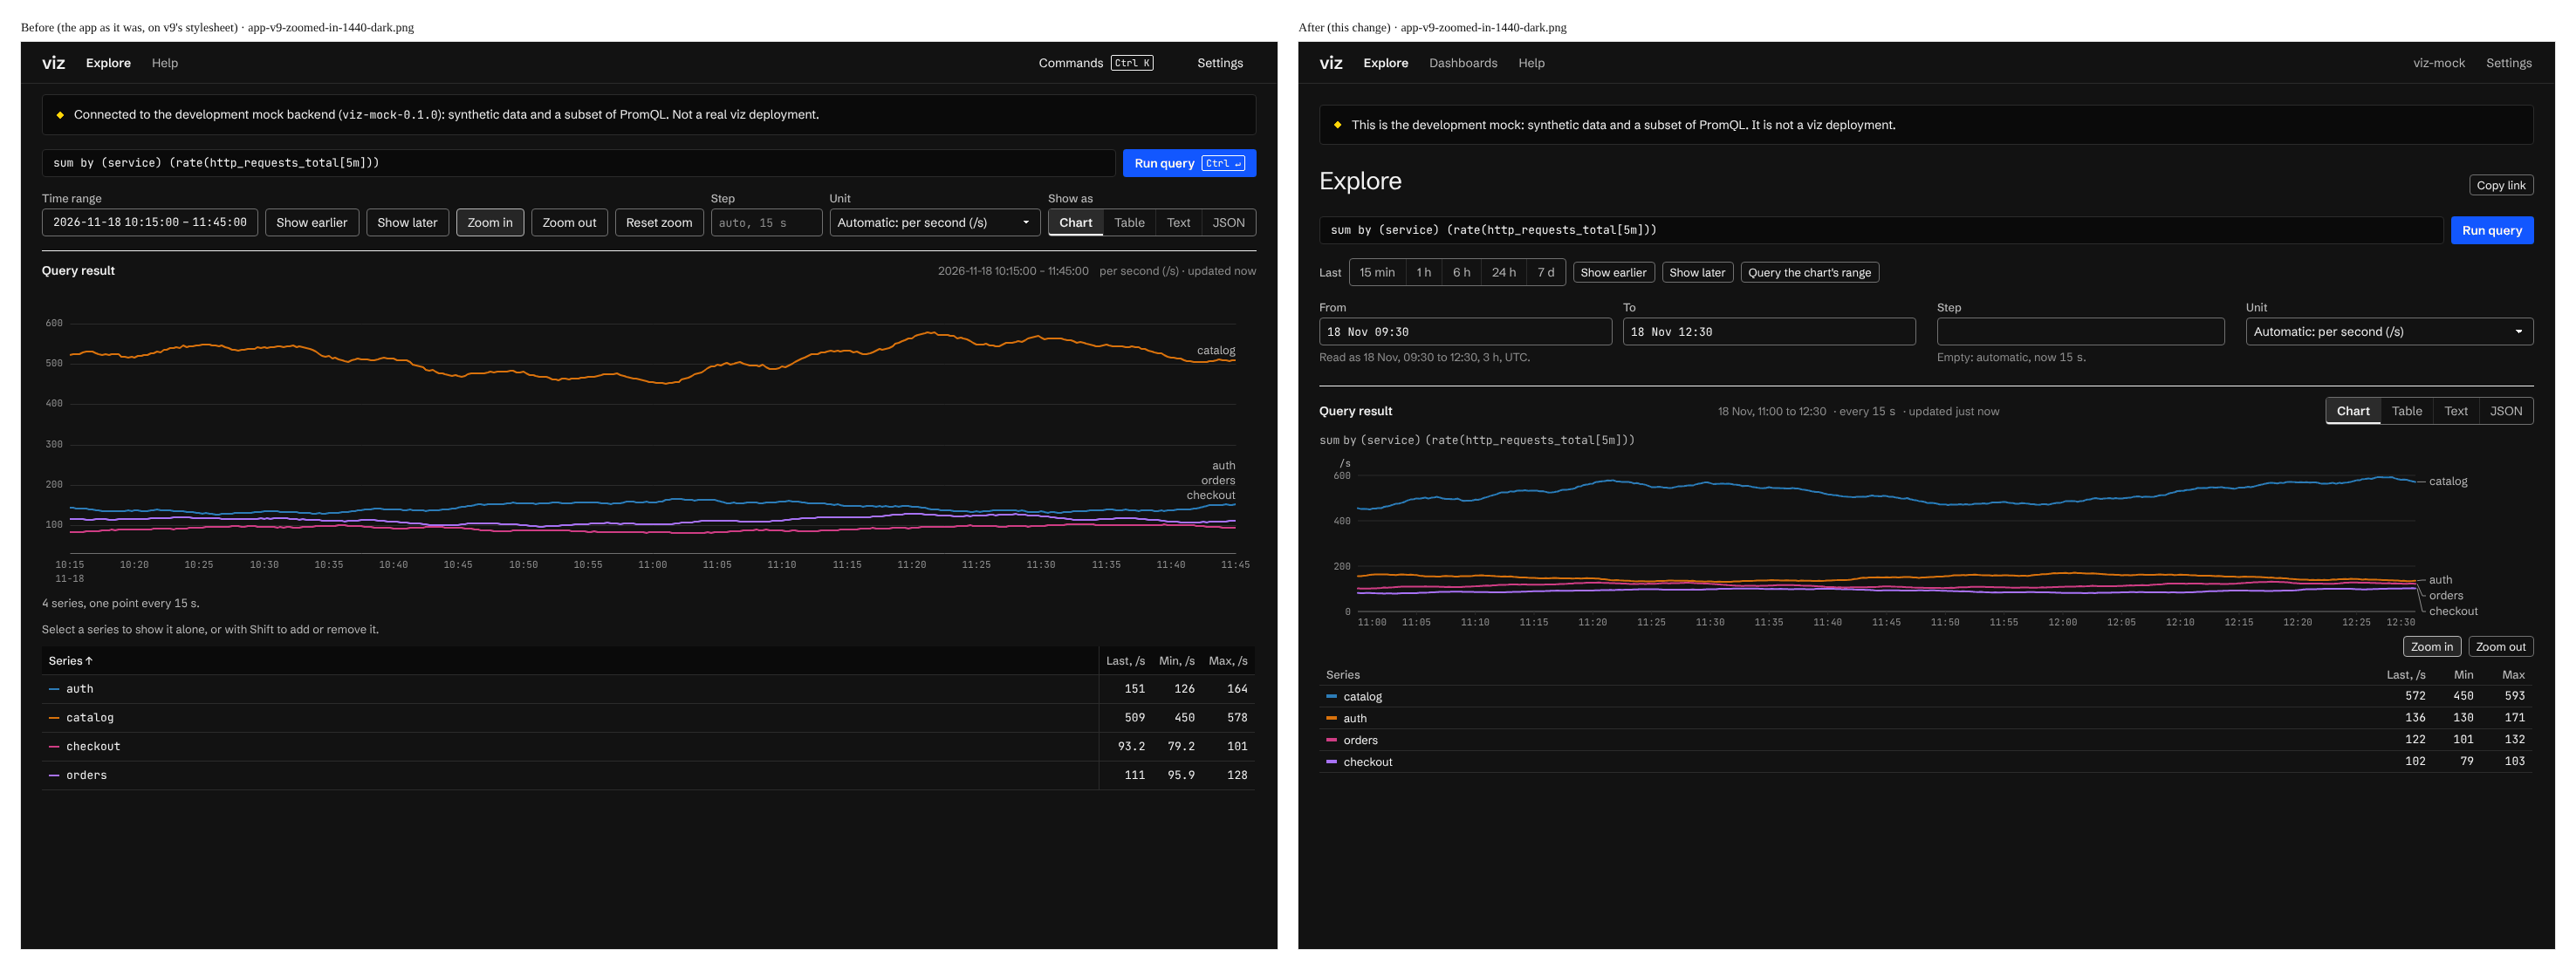 Before (the app as it was, on v9's stylesheet) · app-v9-zoomed-in-1440-dark.png
viz Explore Help Commands Ctrl K Settings
Connected to the development mock backend (viz-mock-0.1.0): synthetic data and a subset of PromQL. Not a real viz deployment.
sum by (service) (rate(http_requests_total[5m])) Run query Ctrl ↵
Time range Step Unit Show as
2026-11-18 10:15:00 – 11:45:00 Show earlier Show later Zoom in Zoom out Reset zoom auto, 15 s Automatic: per second (/s) Chart Table Text JSON
Query result 2026-11-18 10:15:00 – 11:45:00 per second (/s) · updated now
600
catalog
500
400
300
auth
orders
200
checkout
100
10:15 10:20 10:25 10:30 10:35 10:40 10:45 10:50 10:55 11:00 11:05 11:10 11:15 11:20 11:25 11:30 11:35 11:40 11:45
11-18
4 series, one point every 15 s.
Select a series to show it alone, or with Shift to add or remove it.
Series ↑ Last, /s Min, /s Max, /s
auth 151 126 164
catalog 509 450 578
checkout 93.2 79.2 101
orders 111 95.9 128
After (this change) · app-v9-zoomed-in-1440-dark.png
viz Explore Dashboards Help viz-mock Settings
This is the development mock: synthetic data and a subset of PromQL. It is not a viz deployment.
Explore
Copy link
sum by (service) (rate(http_requests_total[5m])) Run query
Last 15 min 1 h 6 h 24 h 7 d Show earlier Show later Query the chart's range
From To Step Unit
18 Nov 09:30 18 Nov 12:30 Automatic: per second (/s)
Read as 18 Nov, 09:30 to 12:30, 3 h, UTC. Empty: automatic, now 15 s.
Query result 18 Nov, 11:00 to 12:30 · every 15 s · updated just now Chart Table Text JSON
sum by (service) (rate(http_requests_total[5m]))
/s
600
catalog
400
200
auth
orders
0 checkout
11:00 11:05 11:10 11:15 11:20 11:25 11:30 11:35 11:40 11:45 11:50 11:55 12:00 12:05 12:10 12:15 12:20 12:25 12:30
Zoom in Zoom out
Series Last, /s Min Max
catalog 572 450 593
auth 136 130 171
orders 122 101 132
checkout 102 79 103